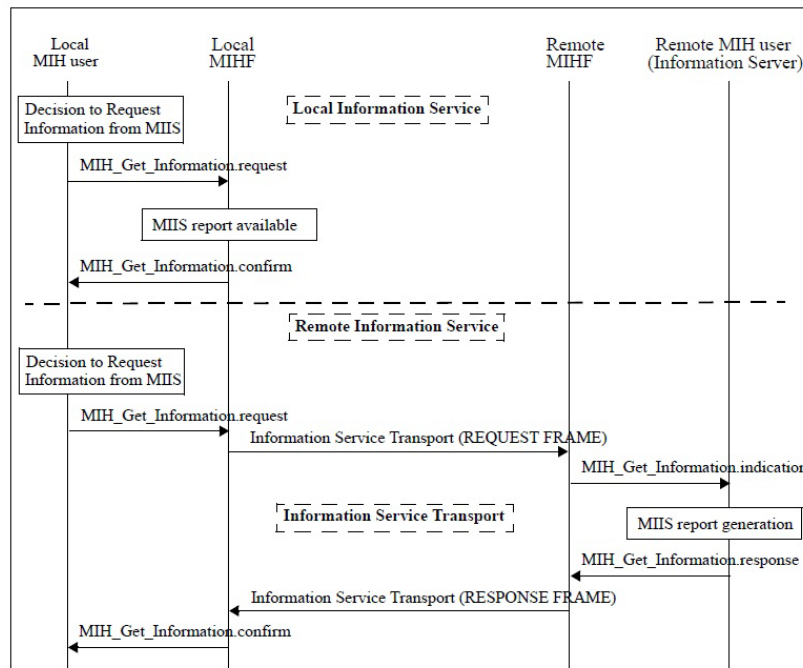 Local
MIH user
Local
MIHF
Remote
MIHF
Remote MIH user
(Information Server)
Decision to Request
Information from MIIS
Local Information Service
MIH_Get_Information.request
MIIS report available
MIH_Get_Information.confirm
Remote Information Service
Decision to Request
Information from MIIS
MIH_Get_Information.request
Information Service Transport (REQUEST FRAME)
MIH_Get_Information.indication
Information Service Transport
MIIS report generation
MIH_Get_Information.response
Information Service Transport (RESPONSE FRAME)
MIH_Get_Information.confirm